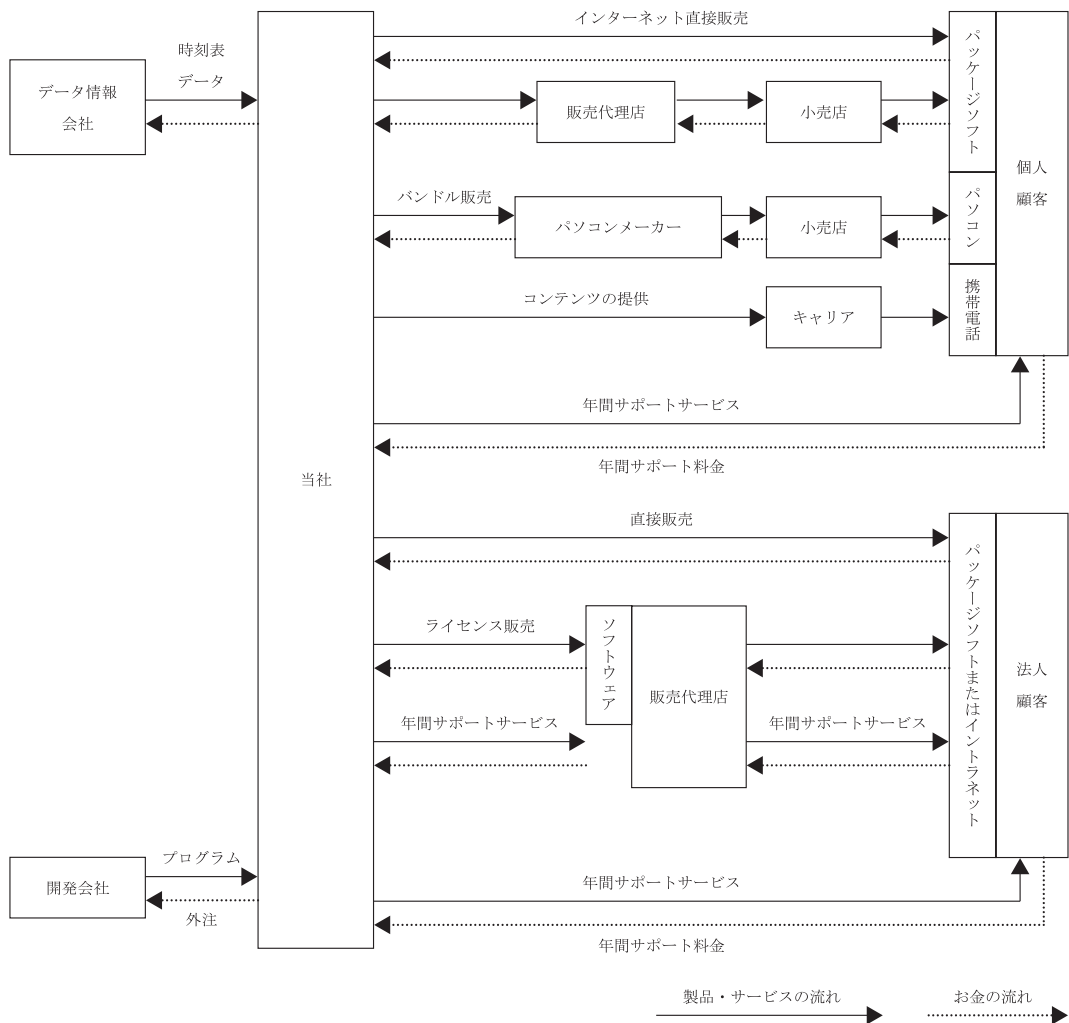 インターネット直接販売
時刻表
データ
データ情報
会社
販売代理店
小売店
パッケージソフト
個人
顧客
バンドル販売
パソコンメーカー
小売店
パソコン
コンテンツの提供
キャリア
携帯電話
年間サポートサービス
年間サポート料金
当社
直接販売
ライセンス販売
ソフトウェア
販売代理店
パッケージソフトまたはイントラネット
法人
顧客
年間サポートサービス
年間サポートサービス
プログラム
開発会社
外注
年間サポートサービス
年間サポート料金
製品・サービスの流れ
お金の流れ